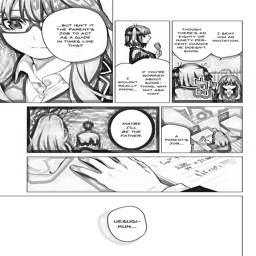 I SENT
HIM AN
INVITATION.
THOUGH
THERE'S AN
EIGHTY OR
NINETY PER-
CENT CHANCE
HE DOESN'T
SHOW.
IF YOU'RE
WORRIED
ABOUT
SOME-
THING, WHY
NOT ASK
HIM?
I
WOULDN'T
REALLY
KNOW...
...BUT ISN'T
IT THE
PARENT'S
JOB TO ACT
AS A GUIDE
IN TIMES LIKE
THIS?
A
PARENT'S
JOB...
MAYBE
I'LL BE
THE
FATHER.
UESUGI-
KUN...